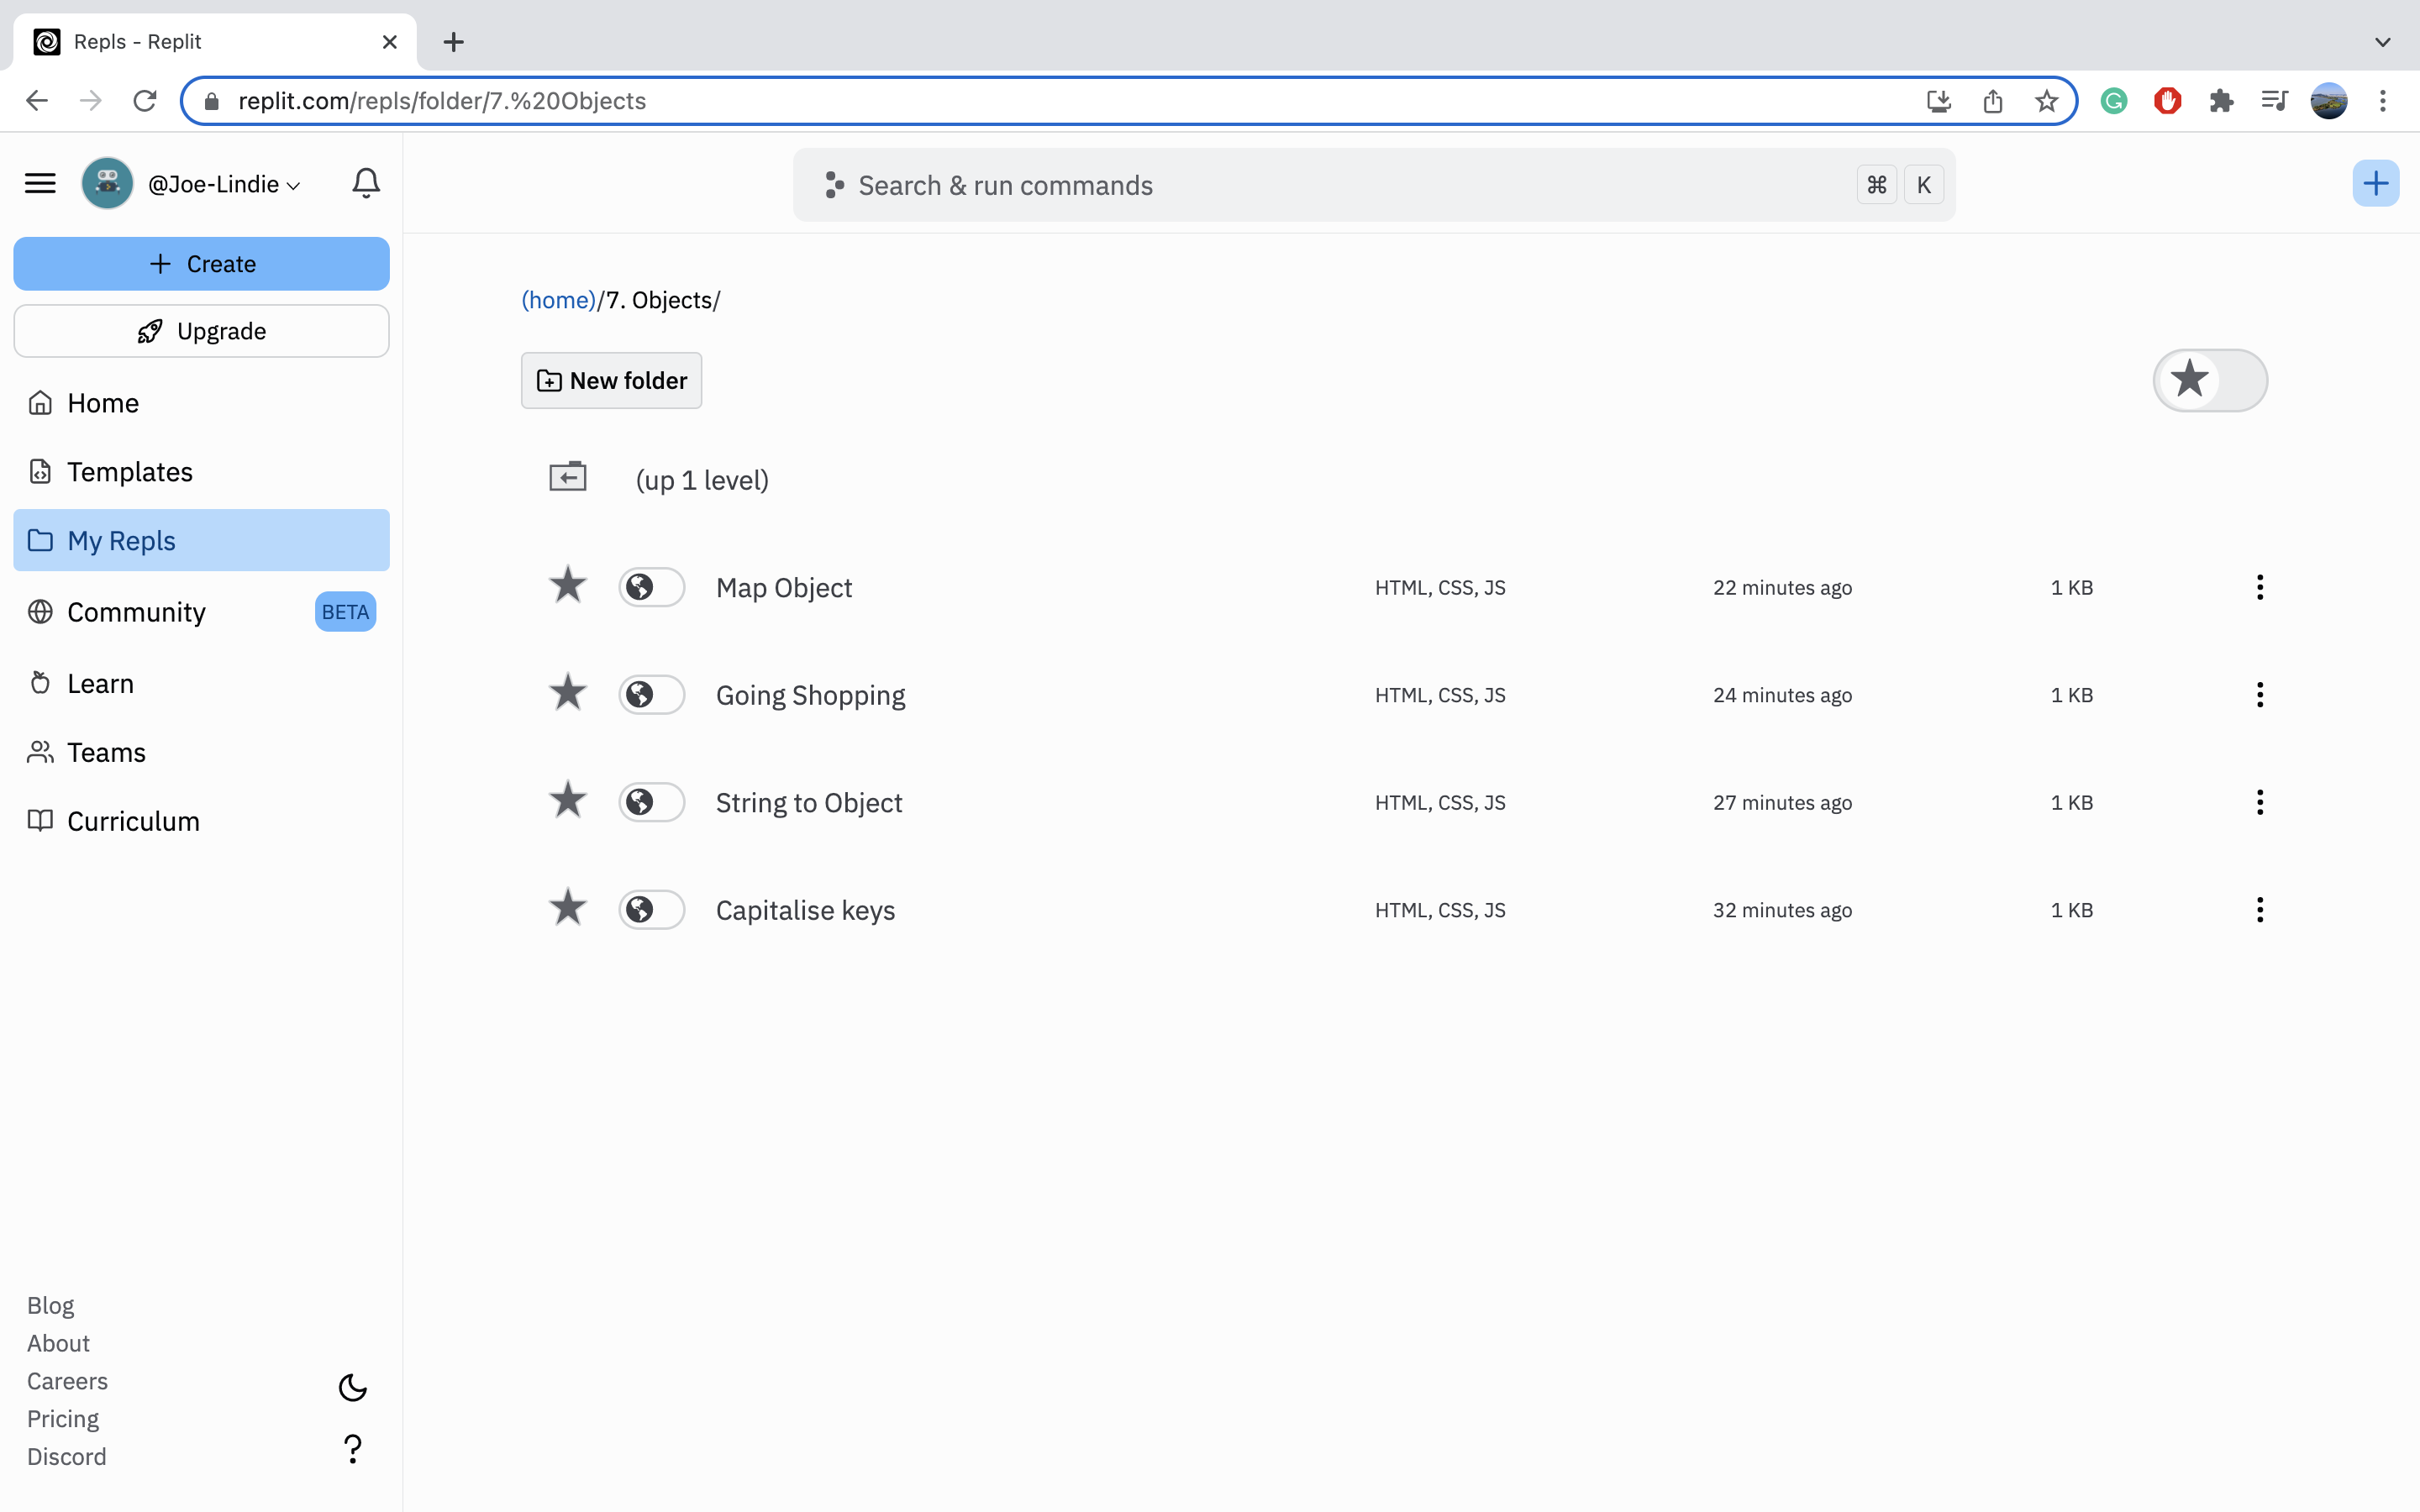 Repls - Replit
replit.com/repls/folder/7.%20Objects
@Joe-Lindie
Search & run commands
⌘ K
Create
Upgrade
Home
Templates
My Repls
Community BETA
Learn
Teams
Curriculum
Blog
About
Careers
Pricing
Discord
(home)/7. Objects/
New folder
(up 1 level)
Map Object HTML, CSS, JS 22 minutes ago 1 KB
Going Shopping HTML, CSS, JS 24 minutes ago 1 KB
String to Object HTML, CSS, JS 27 minutes ago 1 KB
Capitalise keys HTML, CSS, JS 32 minutes ago 1 KB